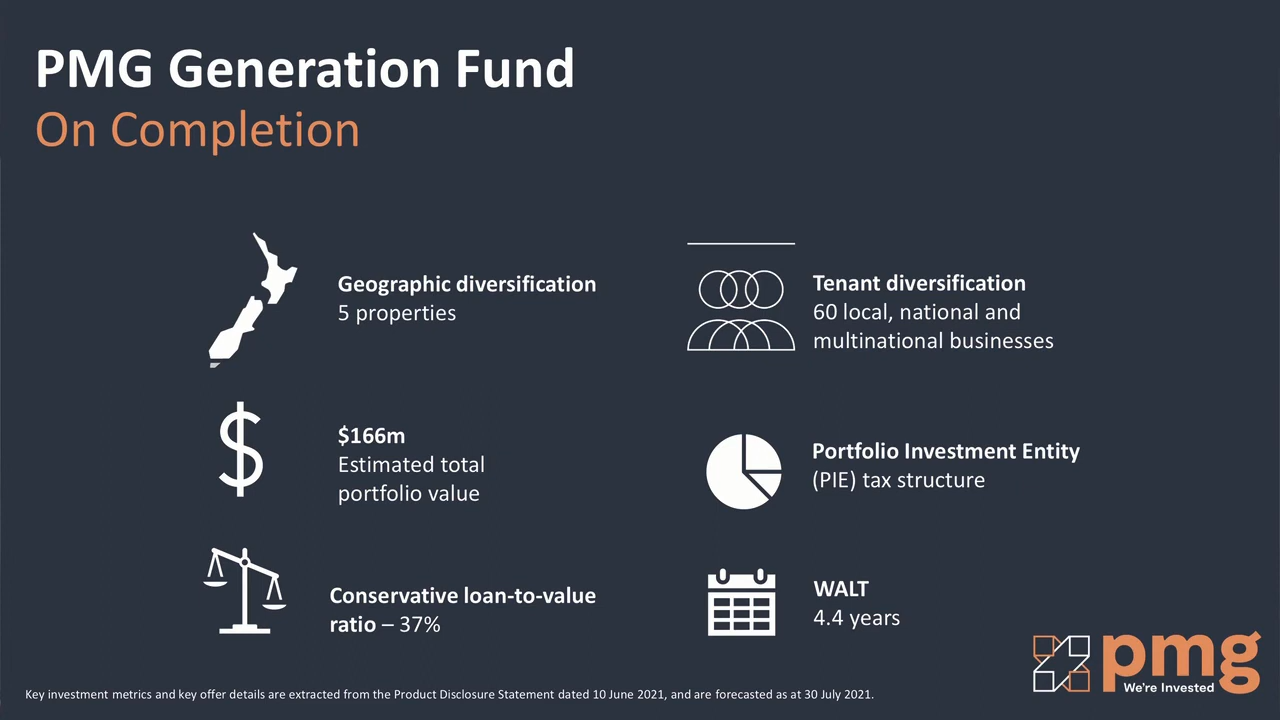 PMG Generation Fund
On Completion
Geographic diversification
5 properties
Tenant diversification
60 local, national and
multinational businesses
$166m
Estimated total
portfolio value
Portfolio Investment Entity
(PIE) tax structure
Conservative loan-to-value
ratio – 37%
WALT
4.4 years
pmg
We're Invested
Key investment metrics and key offer details are extracted from the Product Disclosure Statement dated 10 June 2021, and are forecasted as at 30 July 2021.